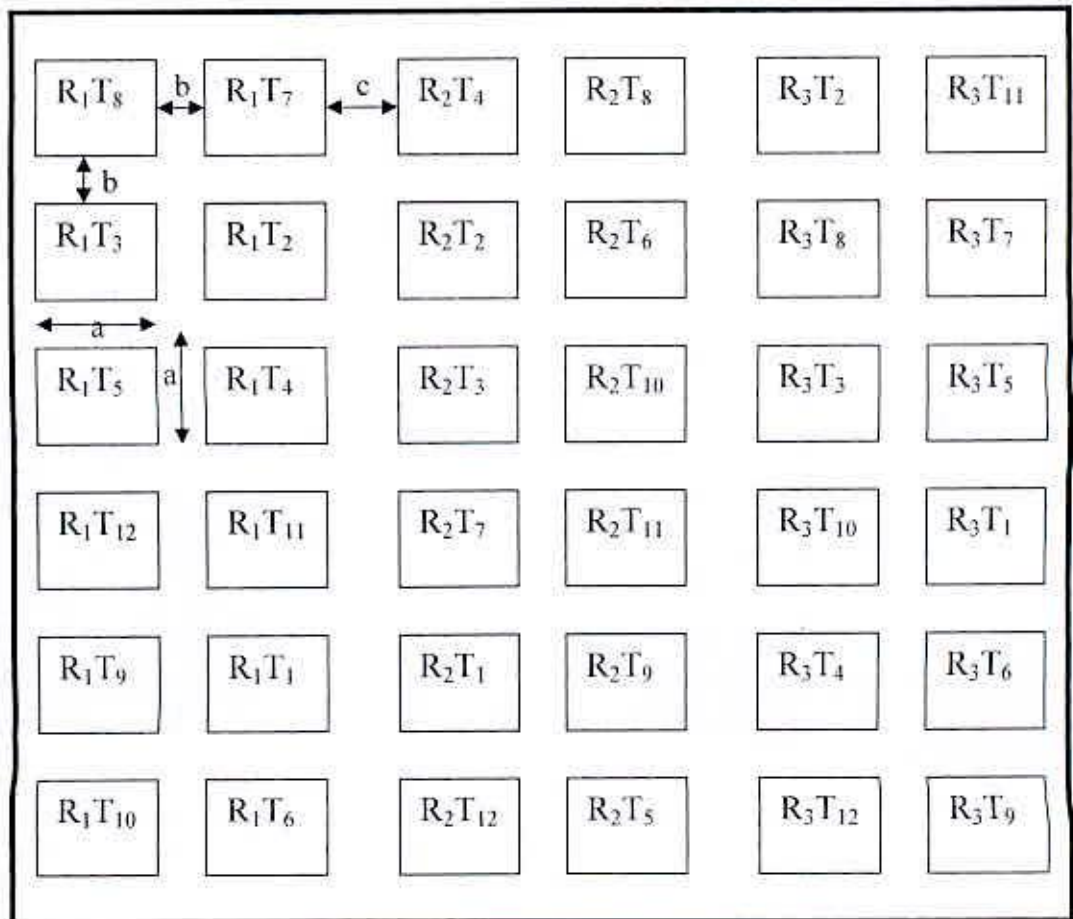 R₁T₈ b R₁T₇ c R₂T₄ R₂T₈ R₃T₂ R₃T₁₁
b
R₁T₃ R₁T₂ R₂T₂ R₂T₆ R₃T₈ R₃T₇
a
R₁T₅ a R₁T₄ R₂T₃ R₂T₁₀ R₃T₃ R₃T₅
R₁T₁₂ R₁T₁₁ R₂T₇ R₂T₁₁ R₃T₁₀ R₃T₁
R₁T₉ R₁T₁ R₂T₁ R₂T₉ R₃T₄ R₃T₆
R₁T₁₀ R₁T₆ R₂T₁₂ R₂T₅ R₃T₁₂ R₃T₉